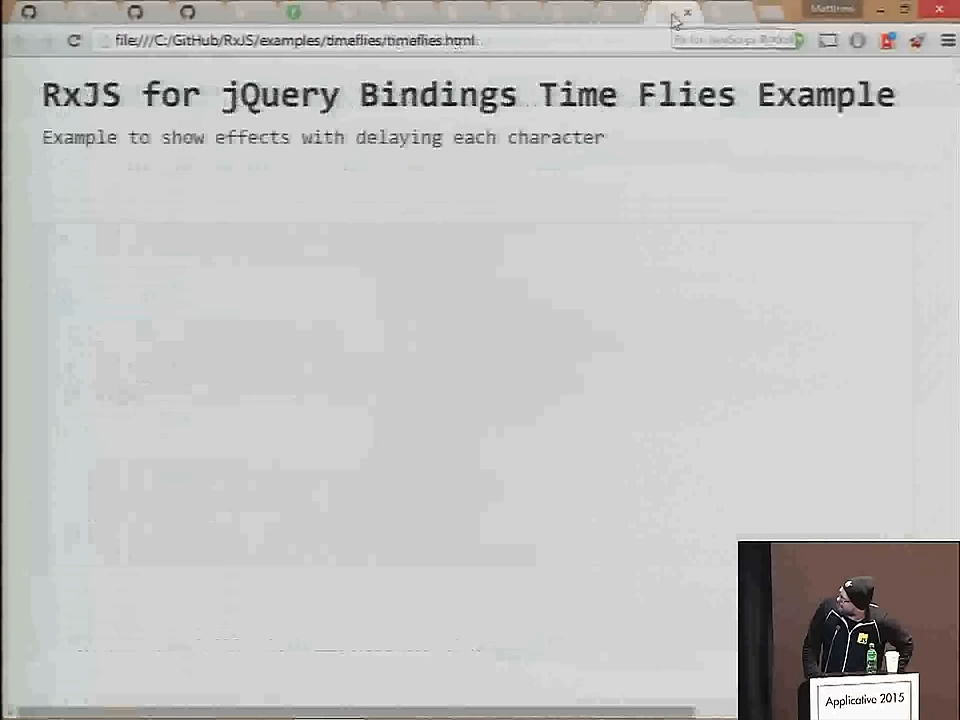 file:///C:/GitHub/RxJS/examples/timeflies/timeflies.html
RxJS for jQuery Bindings Time Flies Example
Example to show effects with delaying each character
Applicative 2015